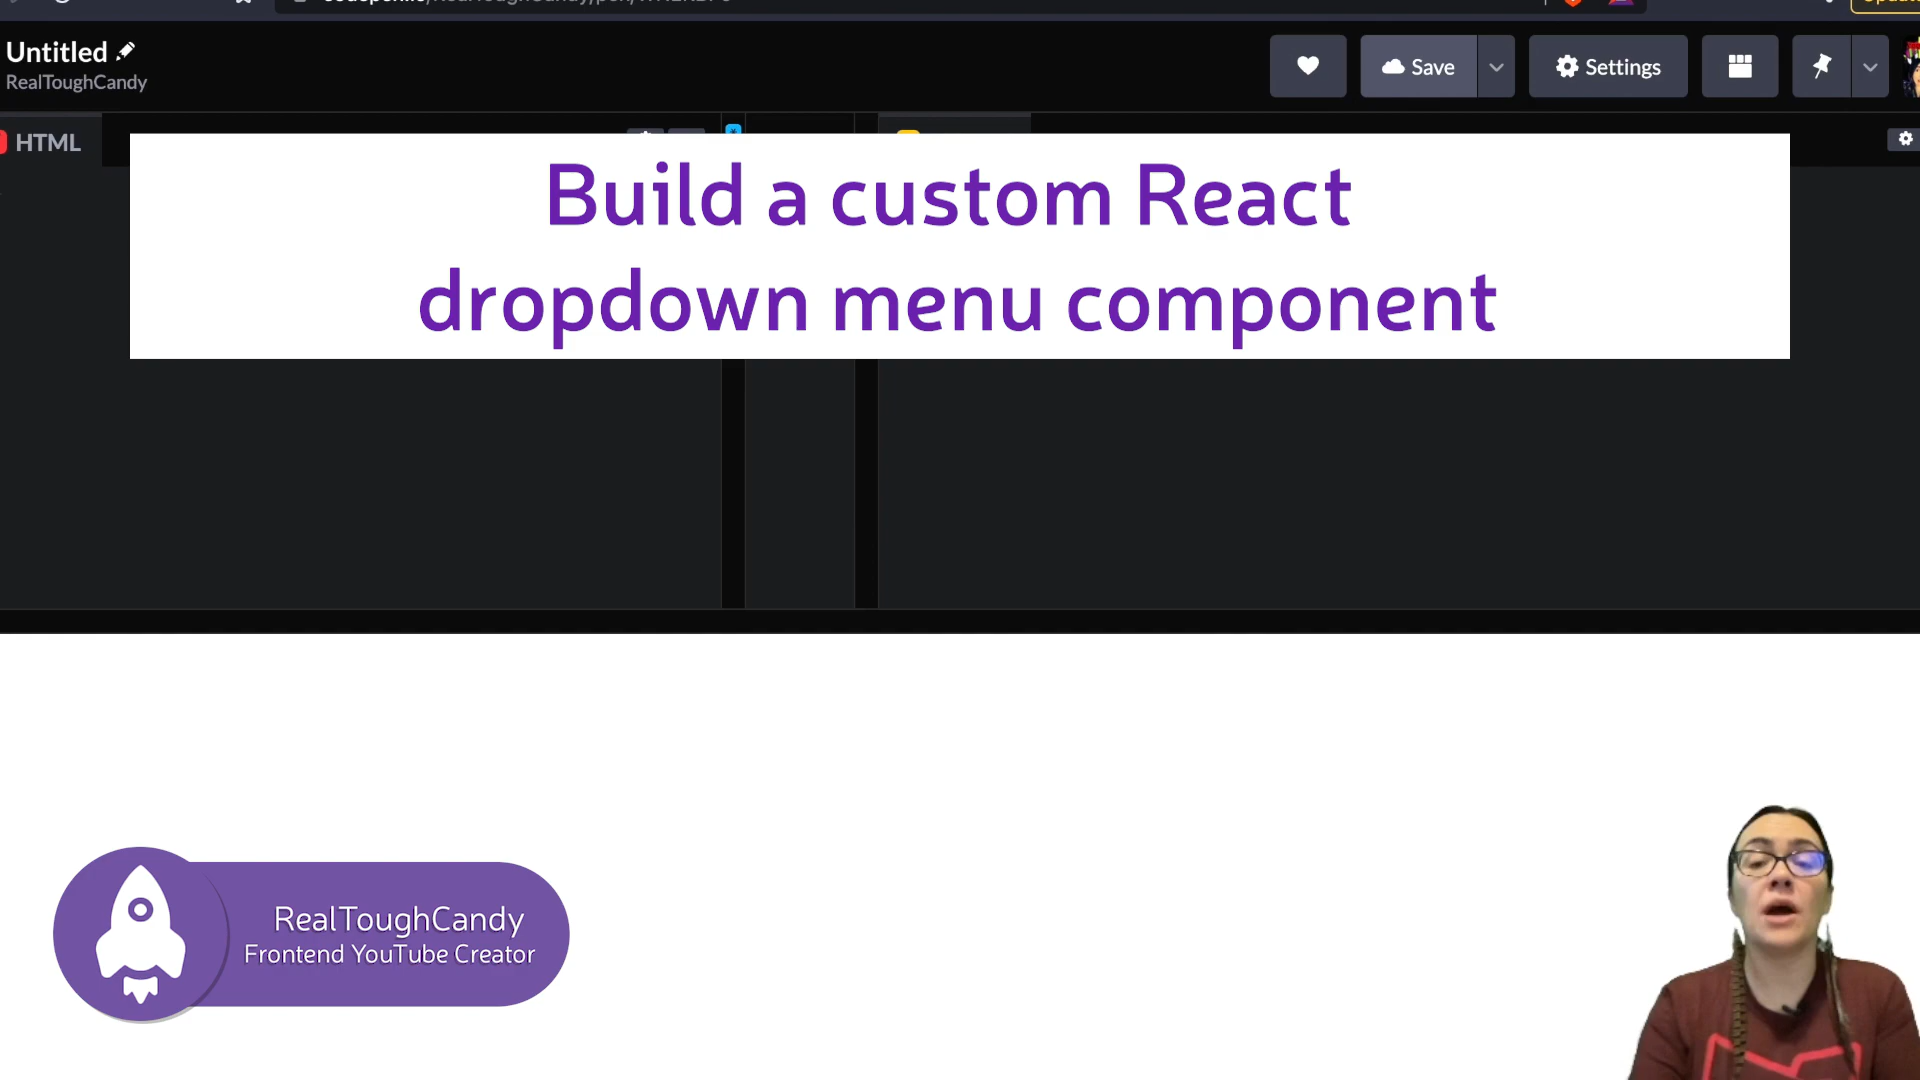 Untitled
RealToughCandy
Save
Settings
HTML
Build a custom React
dropdown menu component
RealToughCandy
Frontend YouTube Creator